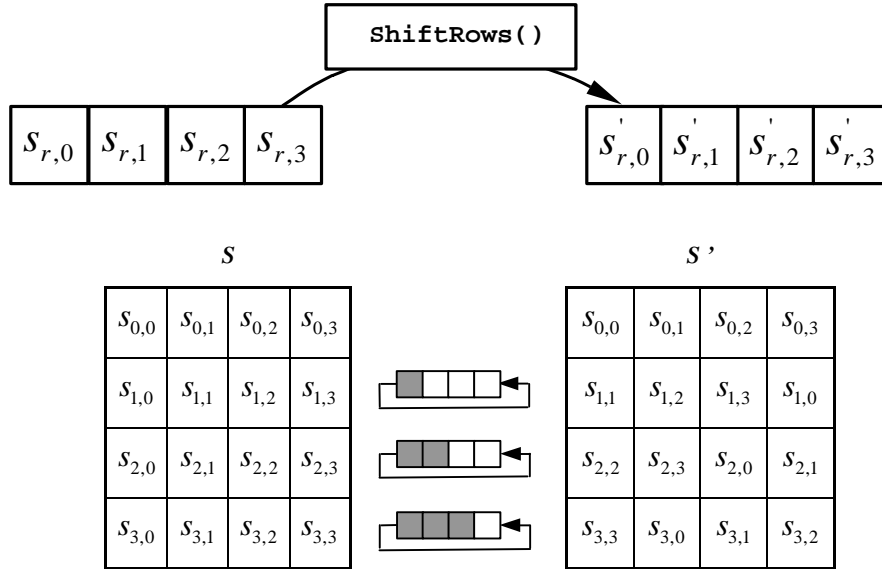 ShiftRows()
s_{r,0} s_{r,1} s_{r,2} s_{r,3} s'_{r,0} s'_{r,1} s'_{r,2} s'_{r,3}
S S ’
s_{0,0} s_{0,1} s_{0,2} s_{0,3} s_{0,0} s_{0,1} s_{0,2} s_{0,3}
s_{1,0} s_{1,1} s_{1,2} s_{1,3} s_{1,1} s_{1,2} s_{1,3} s_{1,0}
s_{2,0} s_{2,1} s_{2,2} s_{2,3} s_{2,2} s_{2,3} s_{2,0} s_{2,1}
s_{3,0} s_{3,1} s_{3,2} s_{3,3} s_{3,3} s_{3,0} s_{3,1} s_{3,2}